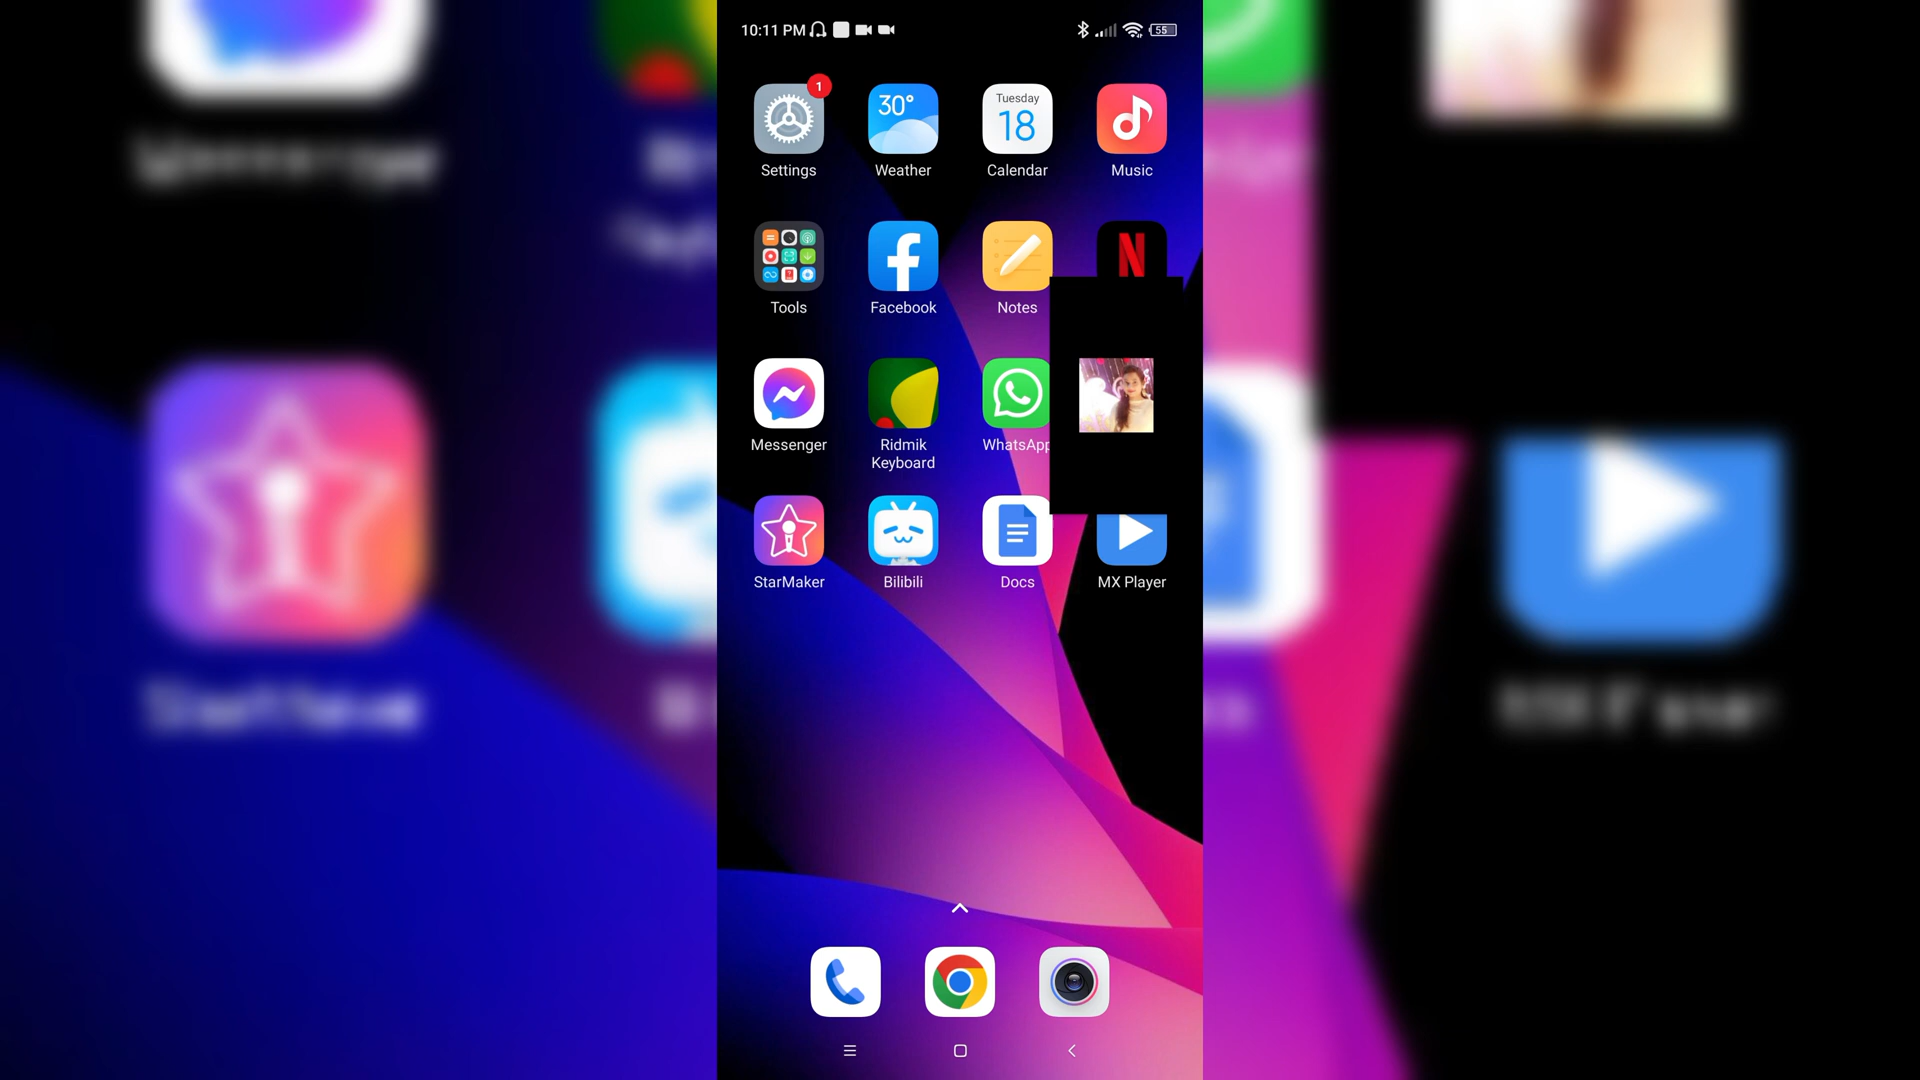 10:11 PM
55
1
30°
Tuesday
18
Settings
Weather
Calendar
Music
N
Tools
Facebook
Notes
Messenger
Ridmik
Keyboard
WhatsApp
StarMaker
Bilibili
Docs
MX Player